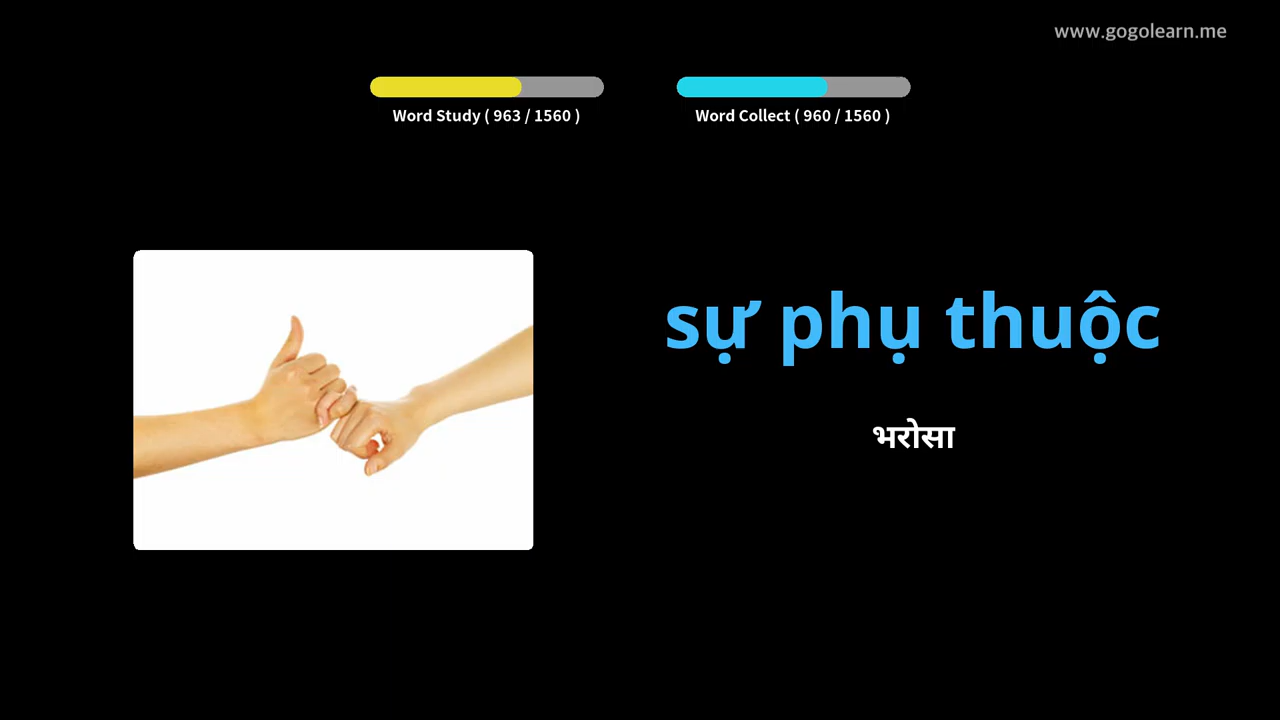 www.gogolearn.me
Word Study ( 963 / 1560 )
Word Collect ( 960 / 1560 )
sự phụ thuộc
भरोसा